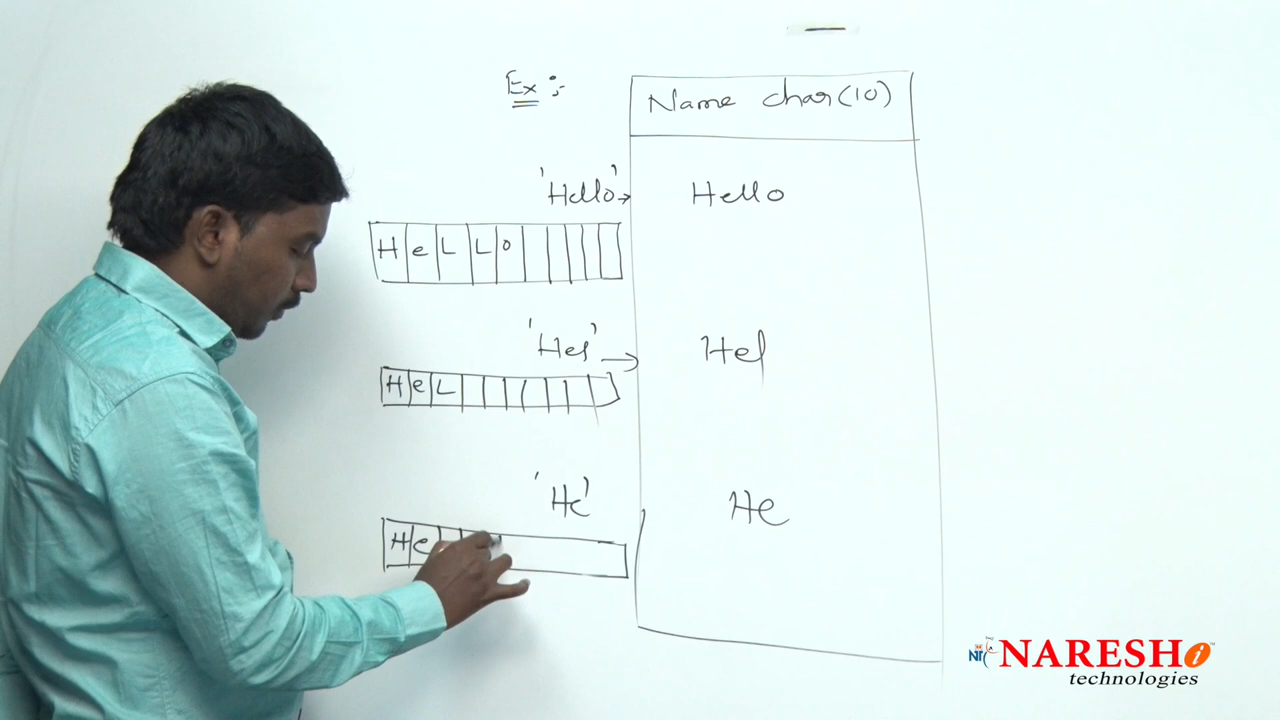 Ex :-
Name char(10)
'Hello' →
Hello
H e L L o
'Hel' →
Hel
H e L
'He'
He
H e
NARESH i
technologies